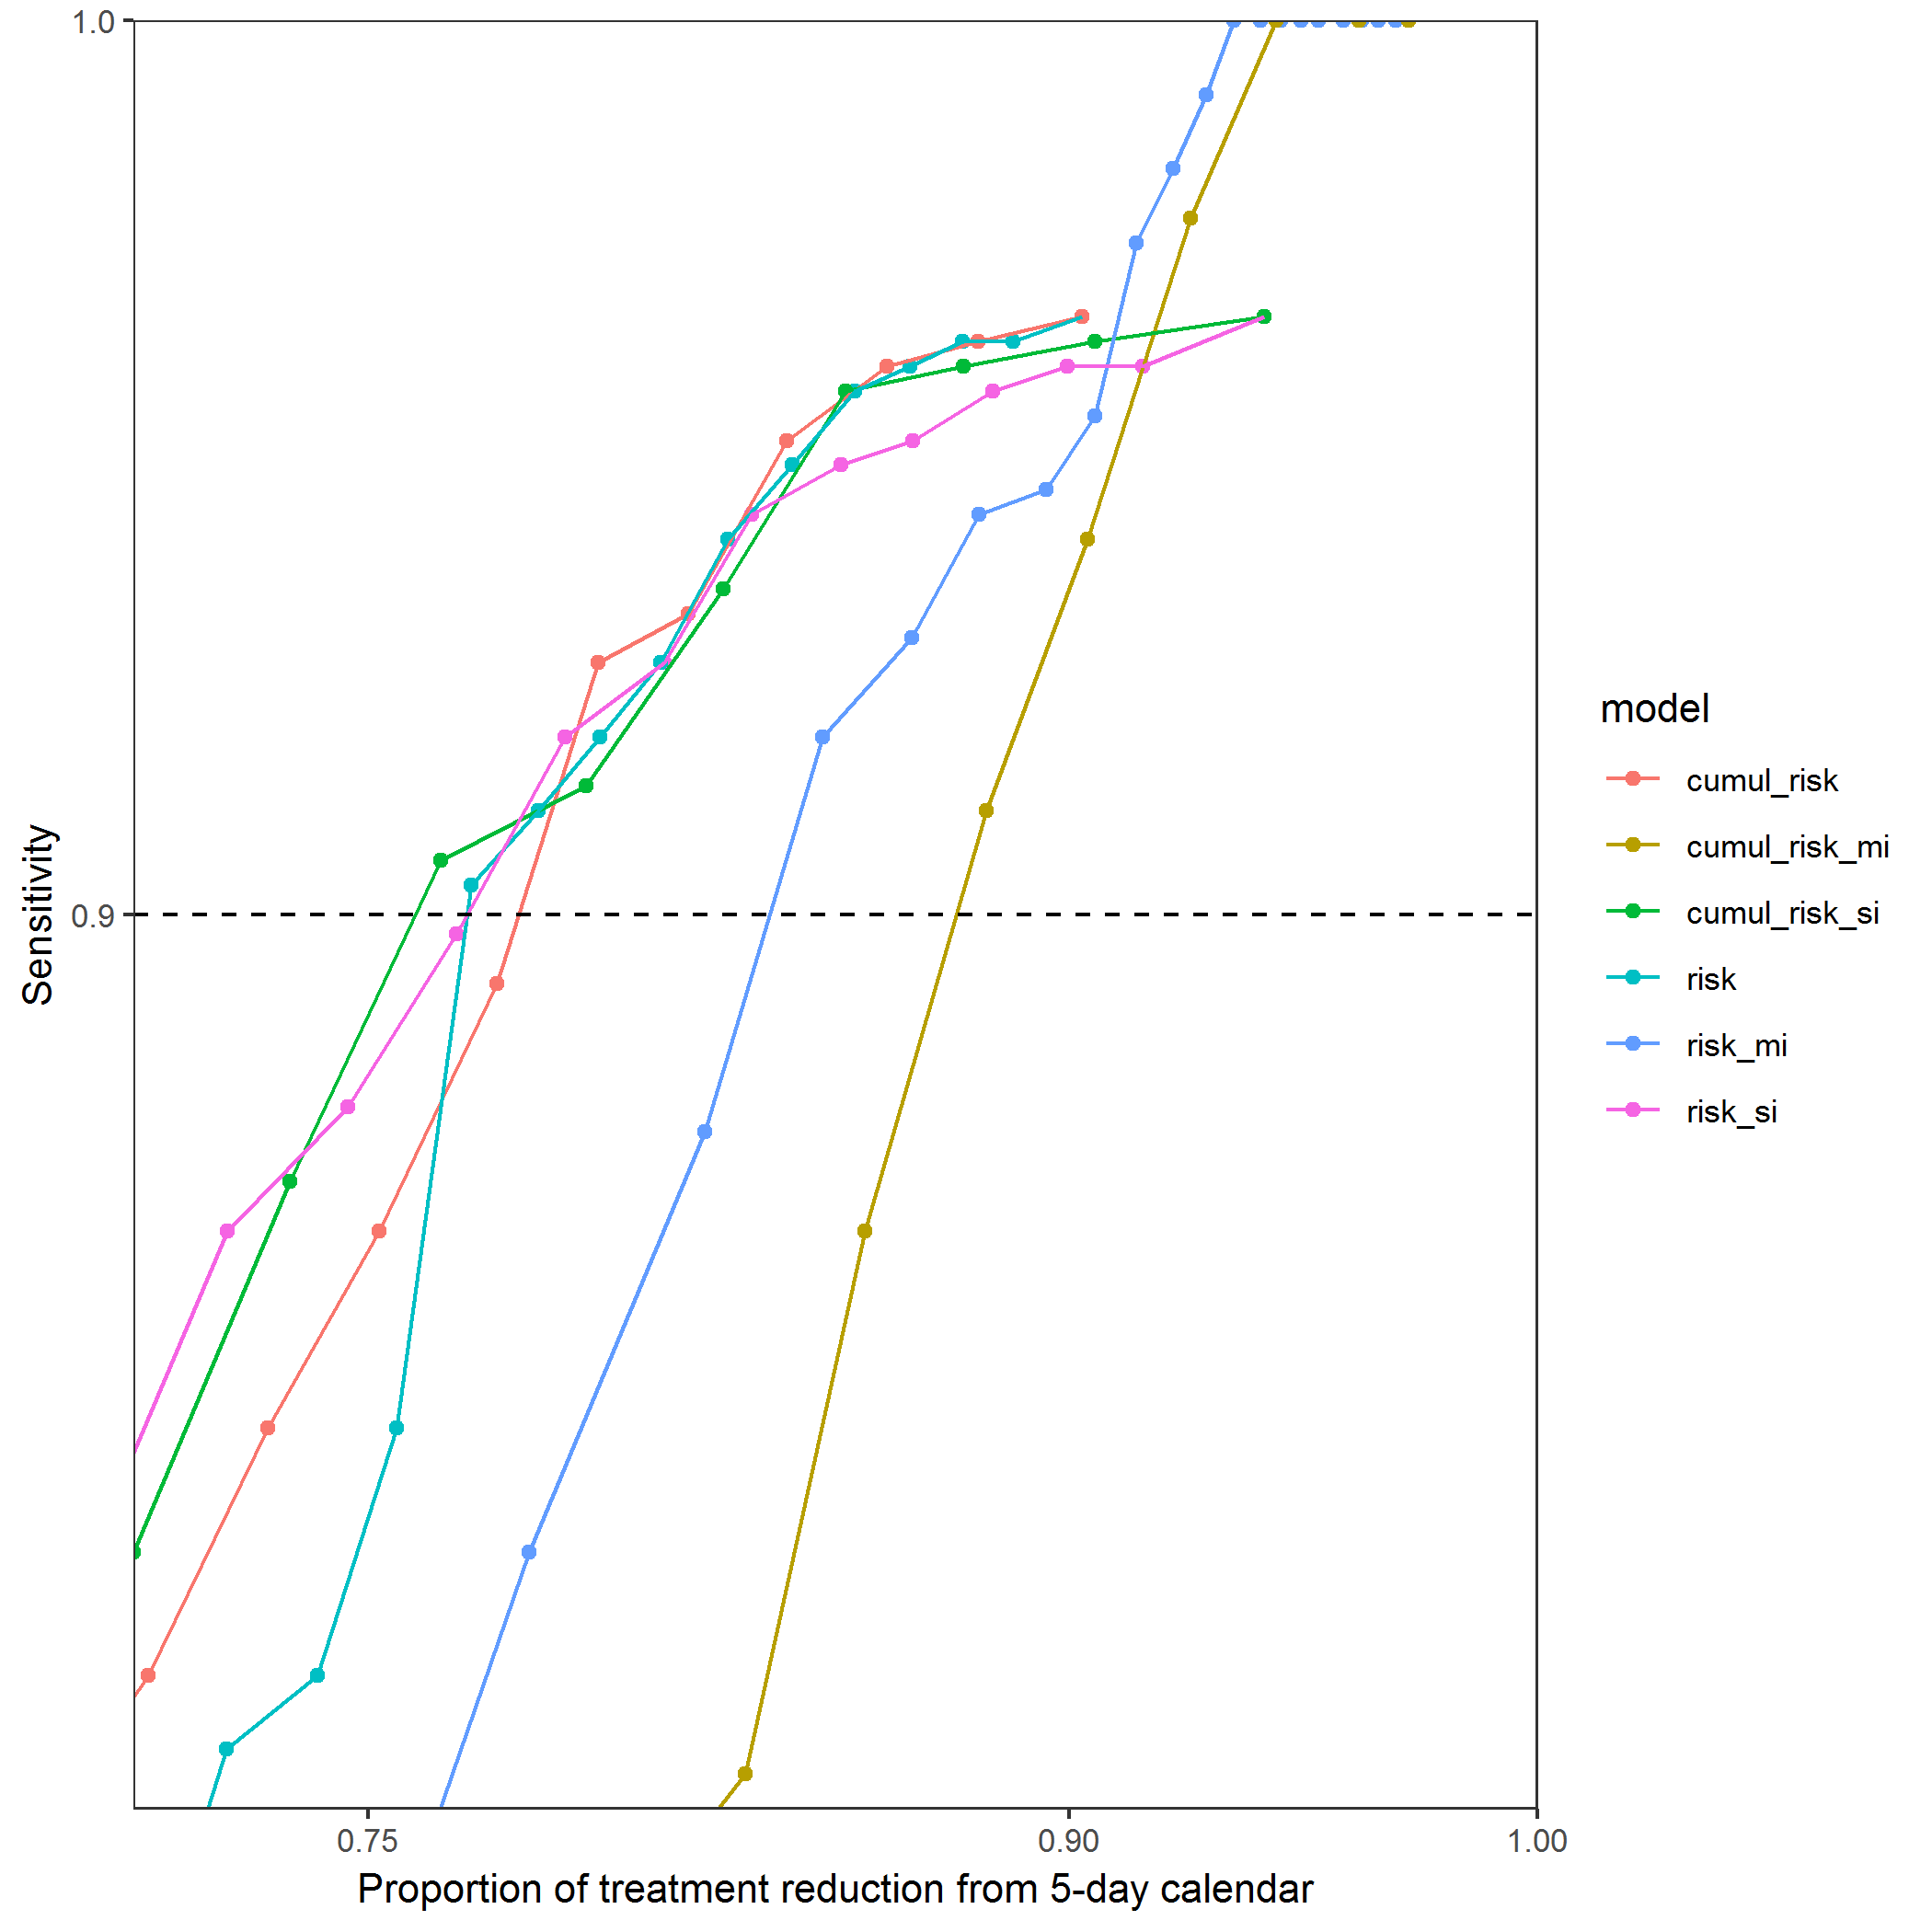 1.0
0.9
Sensitivity
0.75
0.90
1.00
Proportion of treatment reduction from 5-day calendar
model
cumul_risk
cumul_risk_mi
cumul_risk_si
risk
risk_mi
risk_si